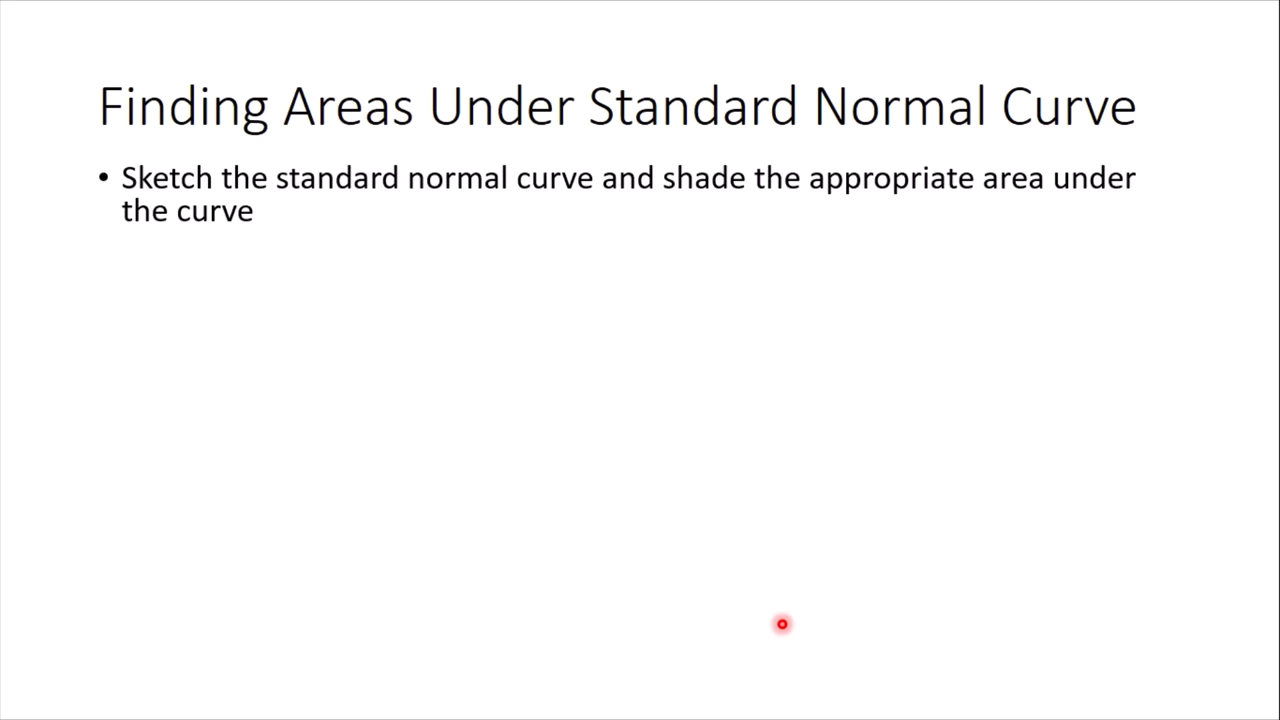 Finding Areas Under Standard Normal Curve
• Sketch the standard normal curve and shade the appropriate area under
the curve